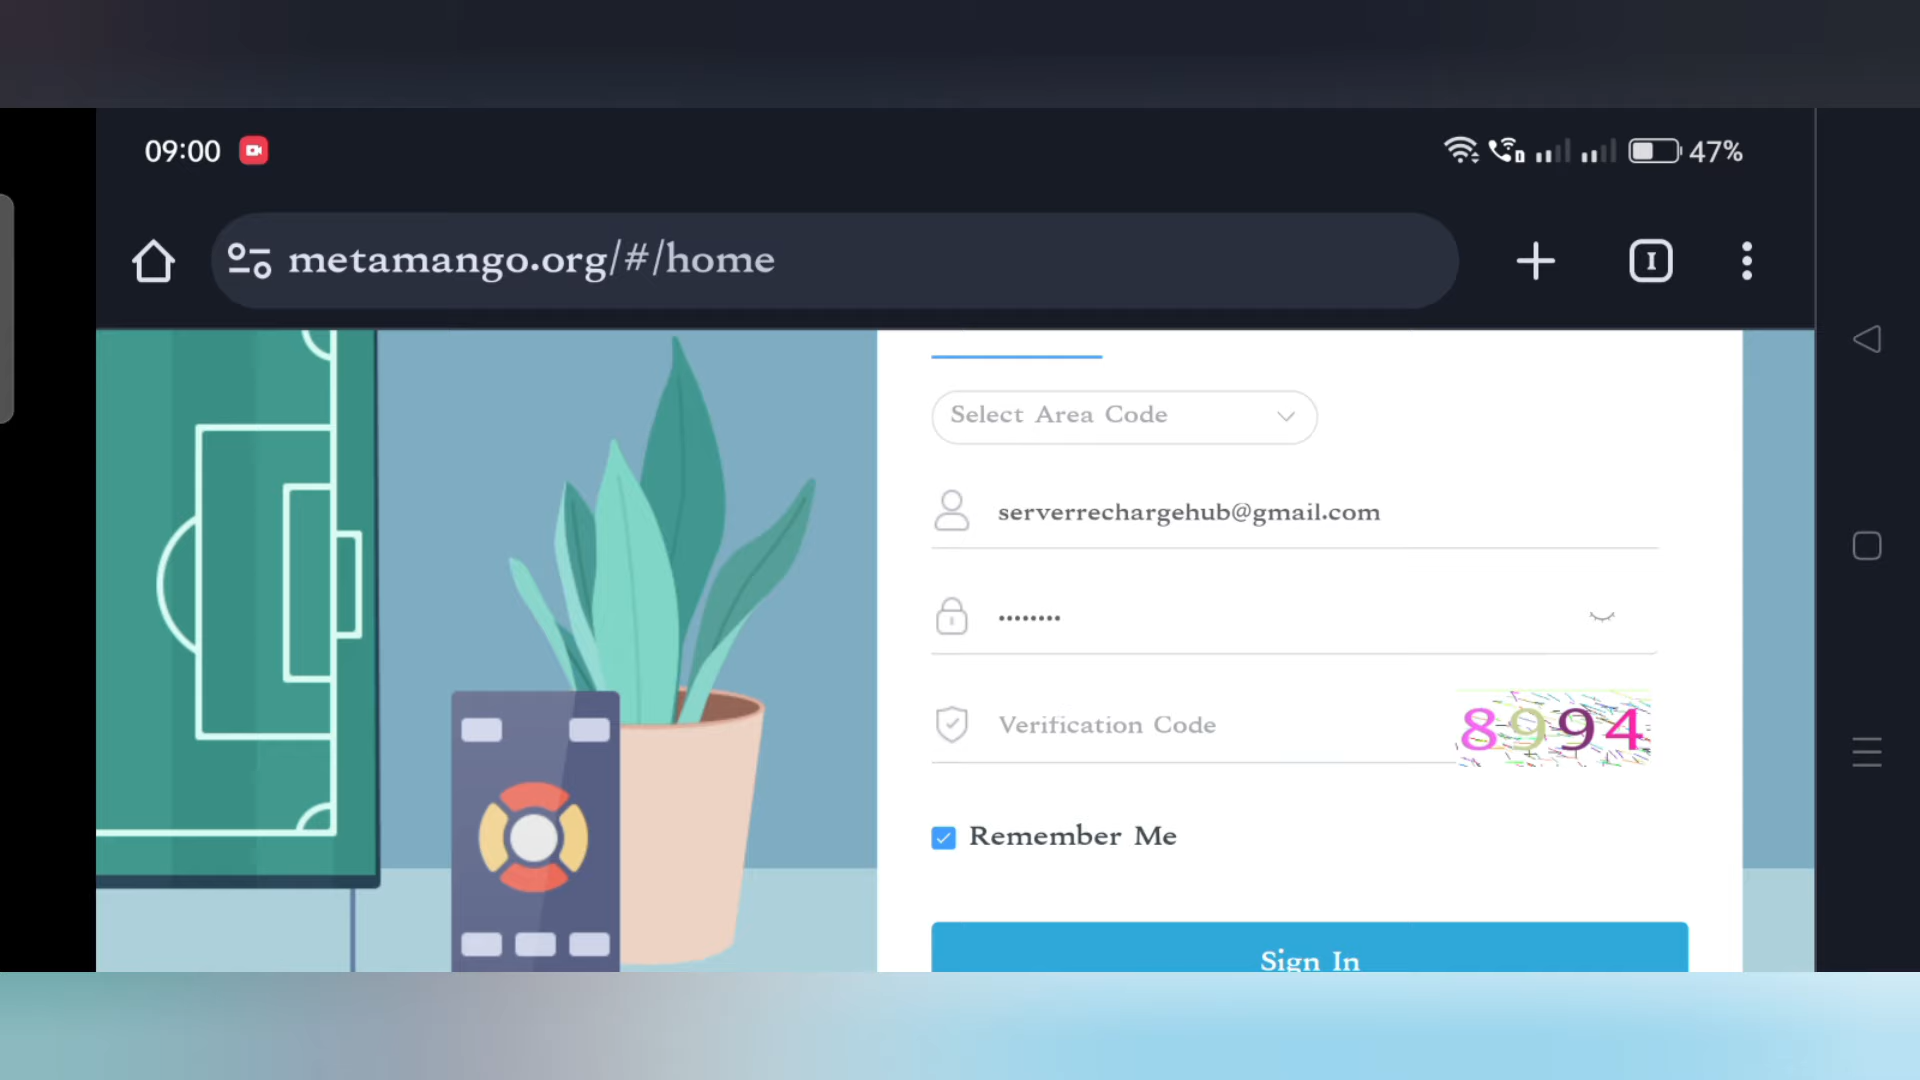 09:00
47%
metamango.org/#/home
Select Area Code
serverrechargehub@gmail.com
••••••••
Verification Code
8994
Remember Me
Sign In